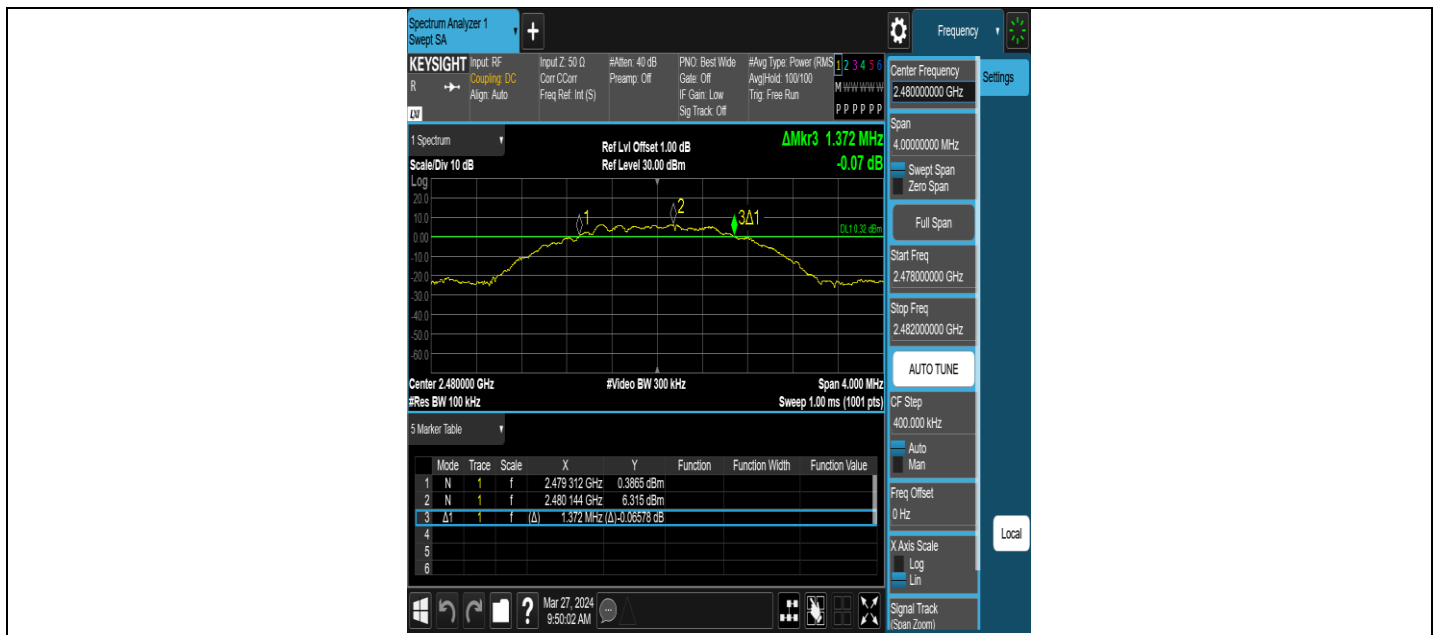 Spectrum Analyzer 1
Swept SA
+
Frequency
KEYSIGHT
R
LXI
Input: RF
Coupling: DC
Align: Auto
Input Z: 50 Ω
Corr CCorr
Freq Ref: Int (S)
#Atten: 40 dB
Preamp: Off
PNO: Best Wide
Gate: Off
IF Gain: Low
Sig Track: Off
#Avg Type: Power (RMS
Avg|Hold: 100/100
Trig: Free Run
1 2 3 4 5 6
M W W W W W
P P P P P P
1 Spectrum
Scale/Div 10 dB
Ref Lvl Offset 1.00 dB
Ref Level 30.00 dBm
ΔMkr3 1.372 MHz
-0.07 dB
Log
20.0
10.0
0.00
-10.0
-20.0
-30.0
-40.0
-50.0
-60.0
1
2
3Δ1
DL1 0.32 dBm
Center 2.480000 GHz
#Video BW 300 kHz
Span 4.000 MHz
#Res BW 100 kHz
Sweep 1.00 ms (1001 pts)
5 Marker Table
Mode Trace Scale X Y Function Function Width Function Value
1 N 1 f 2.479 312 GHz 0.3865 dBm
2 N 1 f 2.480 144 GHz 6.315 dBm
3 Δ1 1 f (Δ) 1.372 MHz (Δ) -0.06578 dB
4
5
6
?
Mar 27, 2024
9:50:02 AM
Center Frequency
2.480000000 GHz
Settings
Span
4.00000000 MHz
Swept Span
Zero Span
Full Span
Start Freq
2.478000000 GHz
Stop Freq
2.482000000 GHz
AUTO TUNE
CF Step
400.000 kHz
Auto
Man
Freq Offset
0 Hz
Local
X Axis Scale
Log
Lin
Signal Track
(Span Zoom)